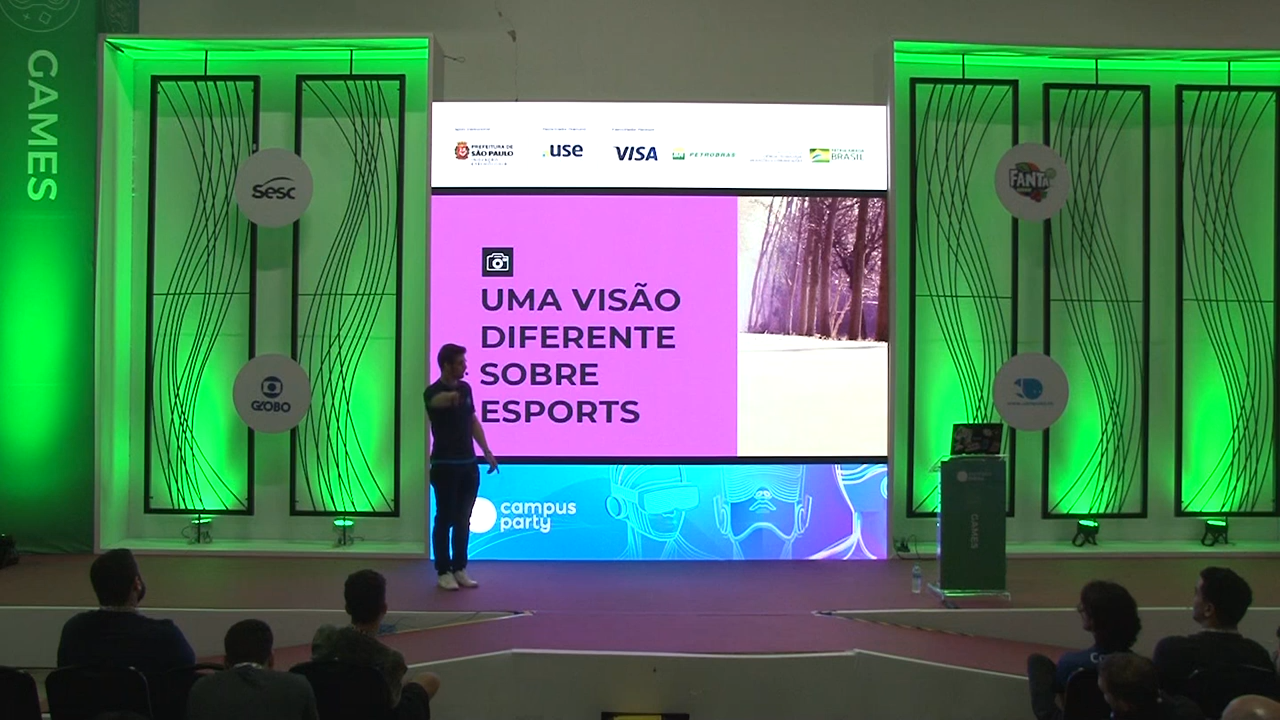 GAMES
PREFEITURA DE
SÃO PAULO
.use
VISA
BR PETROBRAS
BRASIL
Sesc
FANTA
UMA VISÃO
DIFERENTE
SOBRE
ESPORTS
GLOBO
campus
party
GAMES